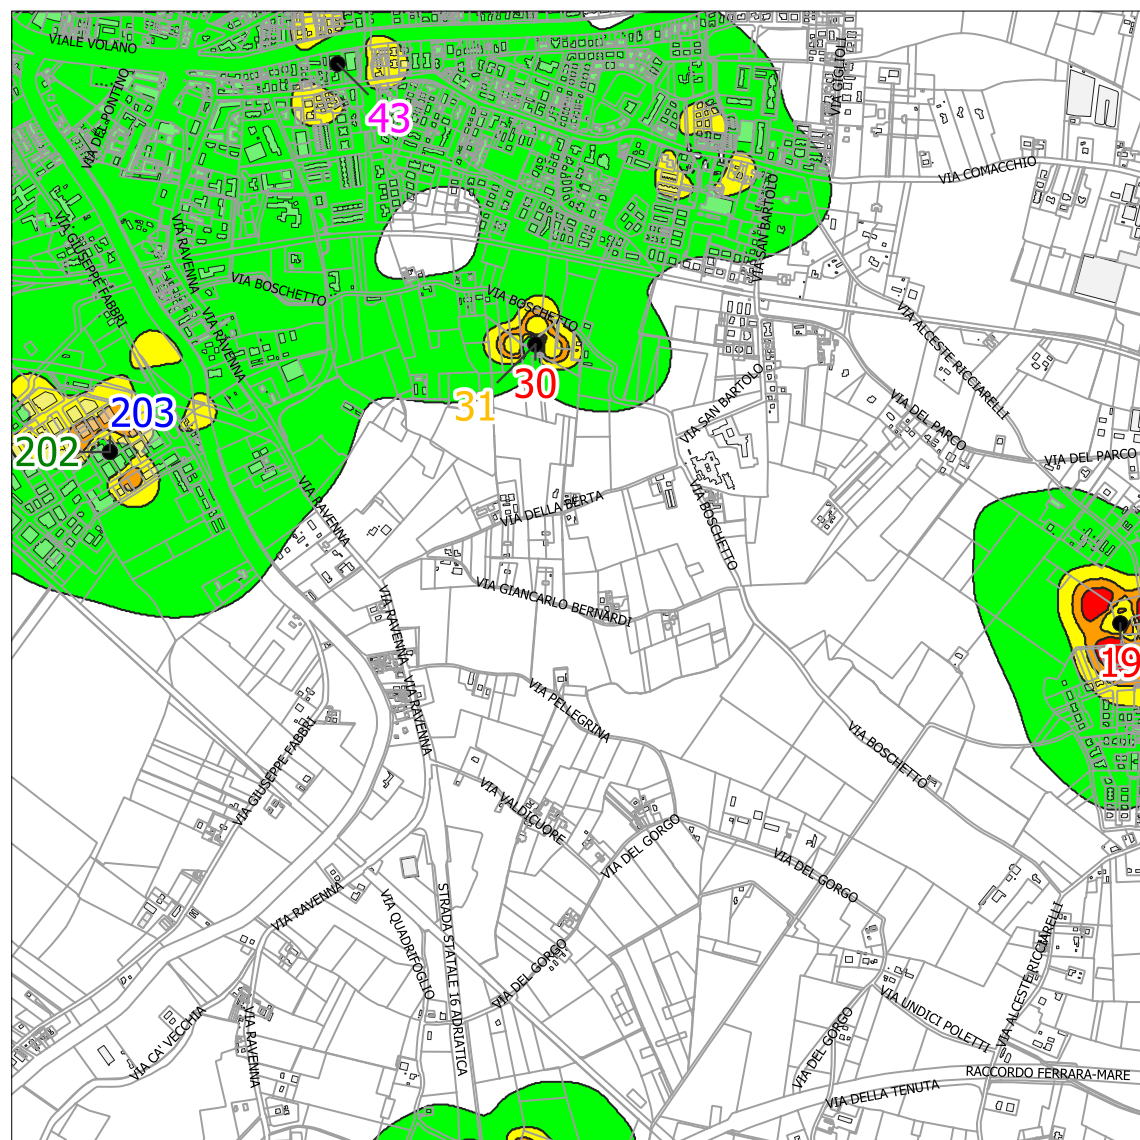 VIALE VOLANO
VIA DEL PONTINO
43
VIA GIGLIOLI
VIA COMACCHIO
VIA SAN BARTOLO
VIA GIUSEPPE FABBRI
VIA RAVENNA
VIA BOSCHETTO
VIA BOSCHETTO
VIA RAVENNA
VIA ALCESTE RICCIARELLI
30
31
203
202
VIA SAN BARTOLO
VIA DEL PARCO
VIA DEL PARCO
VIA RAVENNA
VIA DELLA BERTA
VIA BOSCHETTO
VIA GIANCARLO BERNARDI
VIA RAVENNA
19
VIA RAVENNA
VIA PELLEGRINA
VIA GIUSEPPE FABBRI
VIA BOSCHETTO
VIA VALDICUORE
VIA DEL GORGO
VIA DEL GORGO
VIA RAVENNA
VIA QUADRIFOGLIO
STRADA STATALE 16 ADRIATICA
VIA DEL GORGO
VIA ALCESTE RICCIARELLI
VIA UNDICI POLETTI
VIA CA' VECCHIA
VIA RAVENNA
VIA DEL GORGO
RACCORDO FERRARA-MARE
VIA DELLA TENUTA